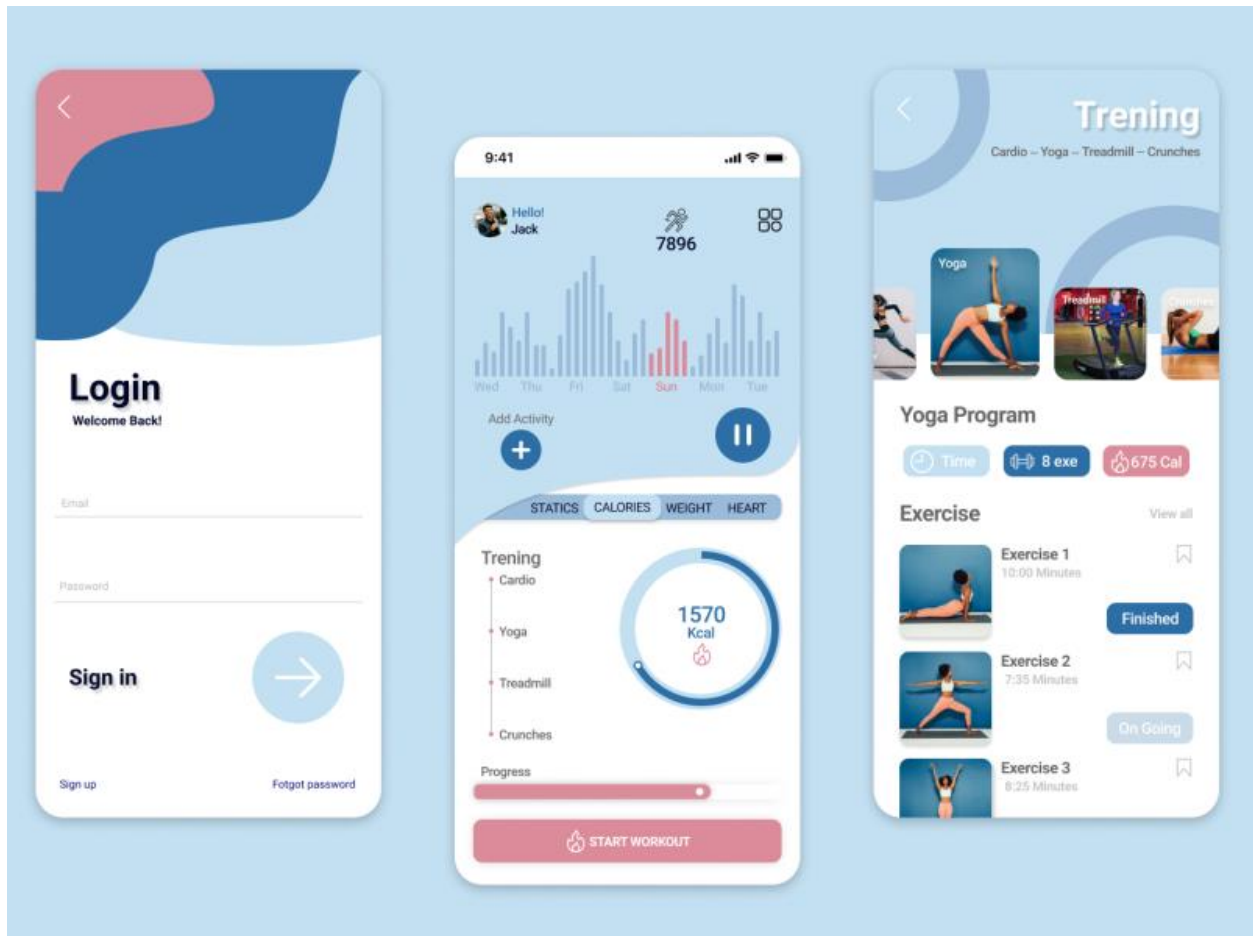 Login
Welcome Back!
Email
Password
Sign in
Sign up
Fotgot password
9:41
Hello!
Jack
7896
Wed Thu Fri Sat Sun Mon Tue
Add Activity
STATICS CALORIES WEIGHT HEART
Trening
Cardio
Yoga
Treadmill
Crunches
1570
Kcal
Progress
START WORKOUT
Trening
Cardio – Yoga – Treadmill – Crunches
Yoga
Treadmill
Crunches
Yoga Program
Time
8 exe
675 Cal
Exercise
View all
Exercise 1
10:00 Minutes
Finished
Exercise 2
7:35 Minutes
On Going
Exercise 3
8:25 Minutes